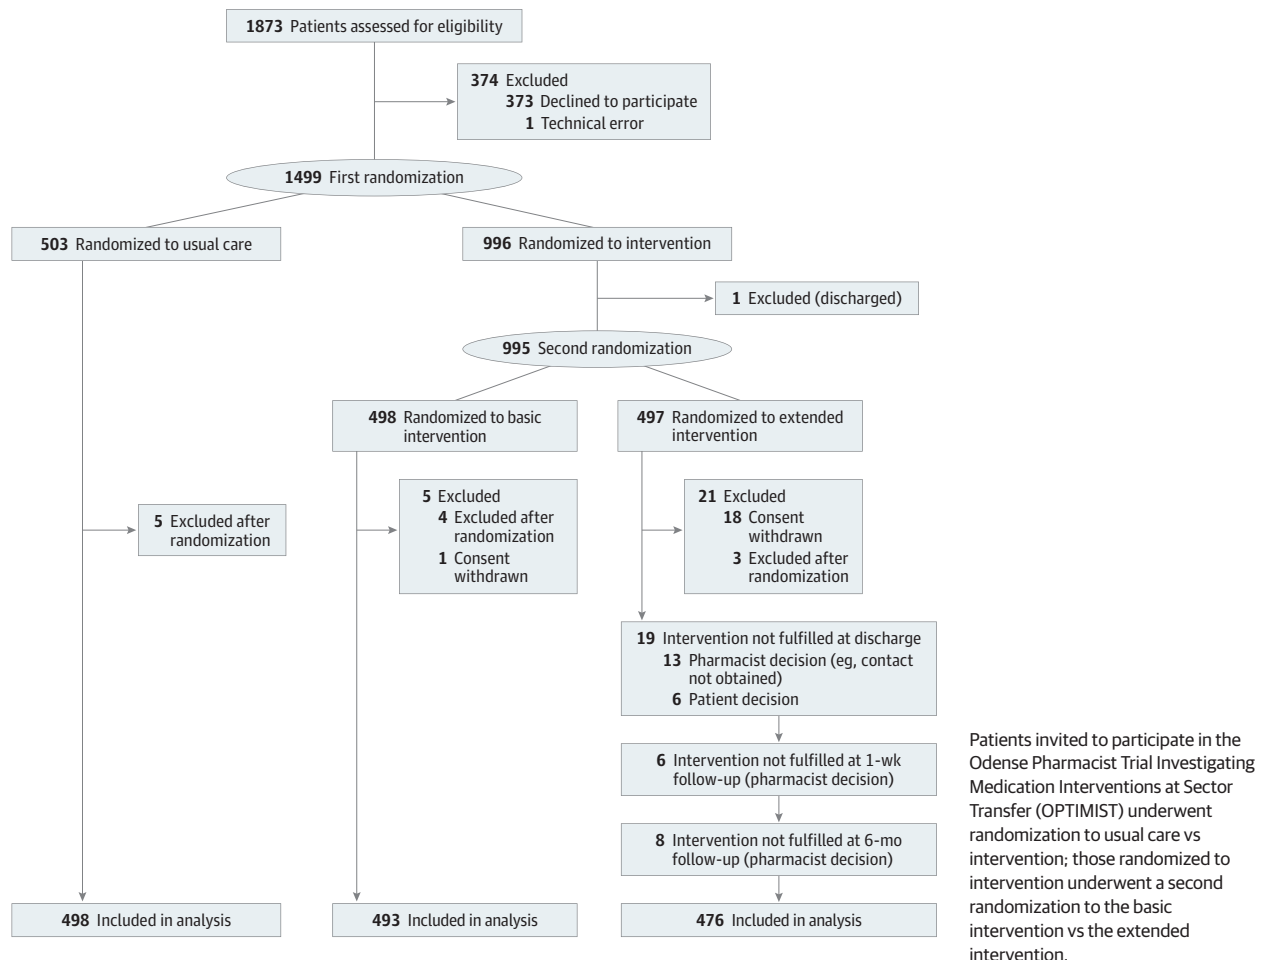 1873 Patients assessed for eligibility
374 Excluded
373 Declined to participate
1 Technical error
1499 First randomization
503 Randomized to usual care
996 Randomized to intervention
1 Excluded (discharged)
995 Second randomization
498 Randomized to basic
intervention
497 Randomized to extended
intervention
5 Excluded after
randomization
5 Excluded
4 Excluded after
randomization
1 Consent
withdrawn
21 Excluded
18 Consent
withdrawn
3 Excluded after
randomization
19 Intervention not fulfilled at discharge
13 Pharmacist decision (eg, contact
not obtained)
6 Patient decision
6 Intervention not fulfilled at 1-wk
follow-up (pharmacist decision)
8 Intervention not fulfilled at 6-mo
follow-up (pharmacist decision)
498 Included in analysis
493 Included in analysis
476 Included in analysis
Patients invited to participate in the
Odense Pharmacist Trial Investigating
Medication Interventions at Sector
Transfer (OPTIMIST) underwent
randomization to usual care vs
intervention; those randomized to
intervention underwent a second
randomization to the basic
intervention vs the extended
intervention.